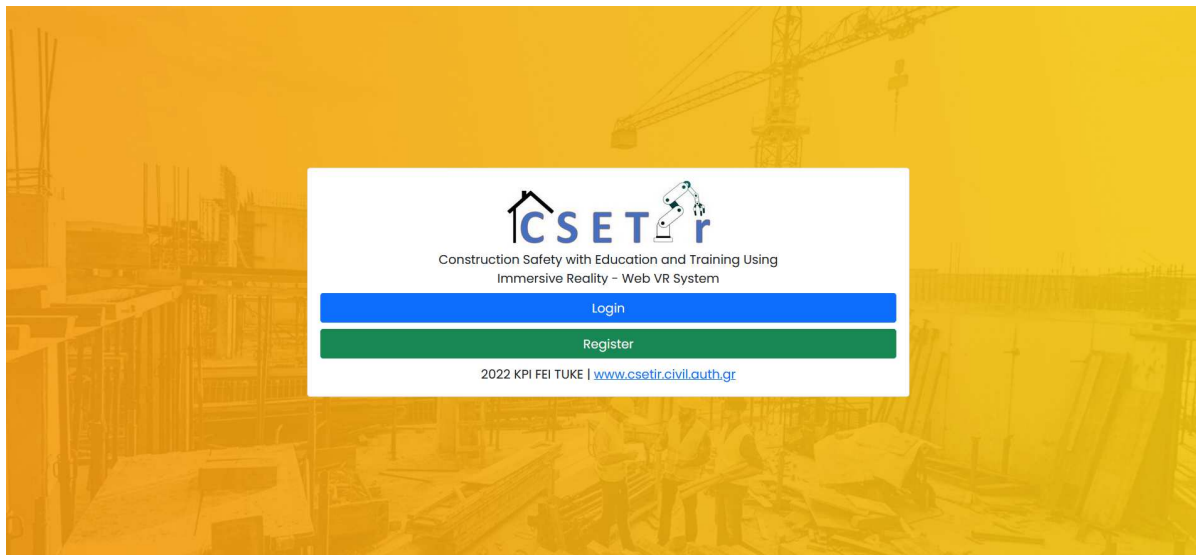 CSETIr
Construction Safety with Education and Training Using
Immersive Reality - Web VR System
Login
Register
2022 KPI FEI TUKE | www.csetir.civil.auth.gr